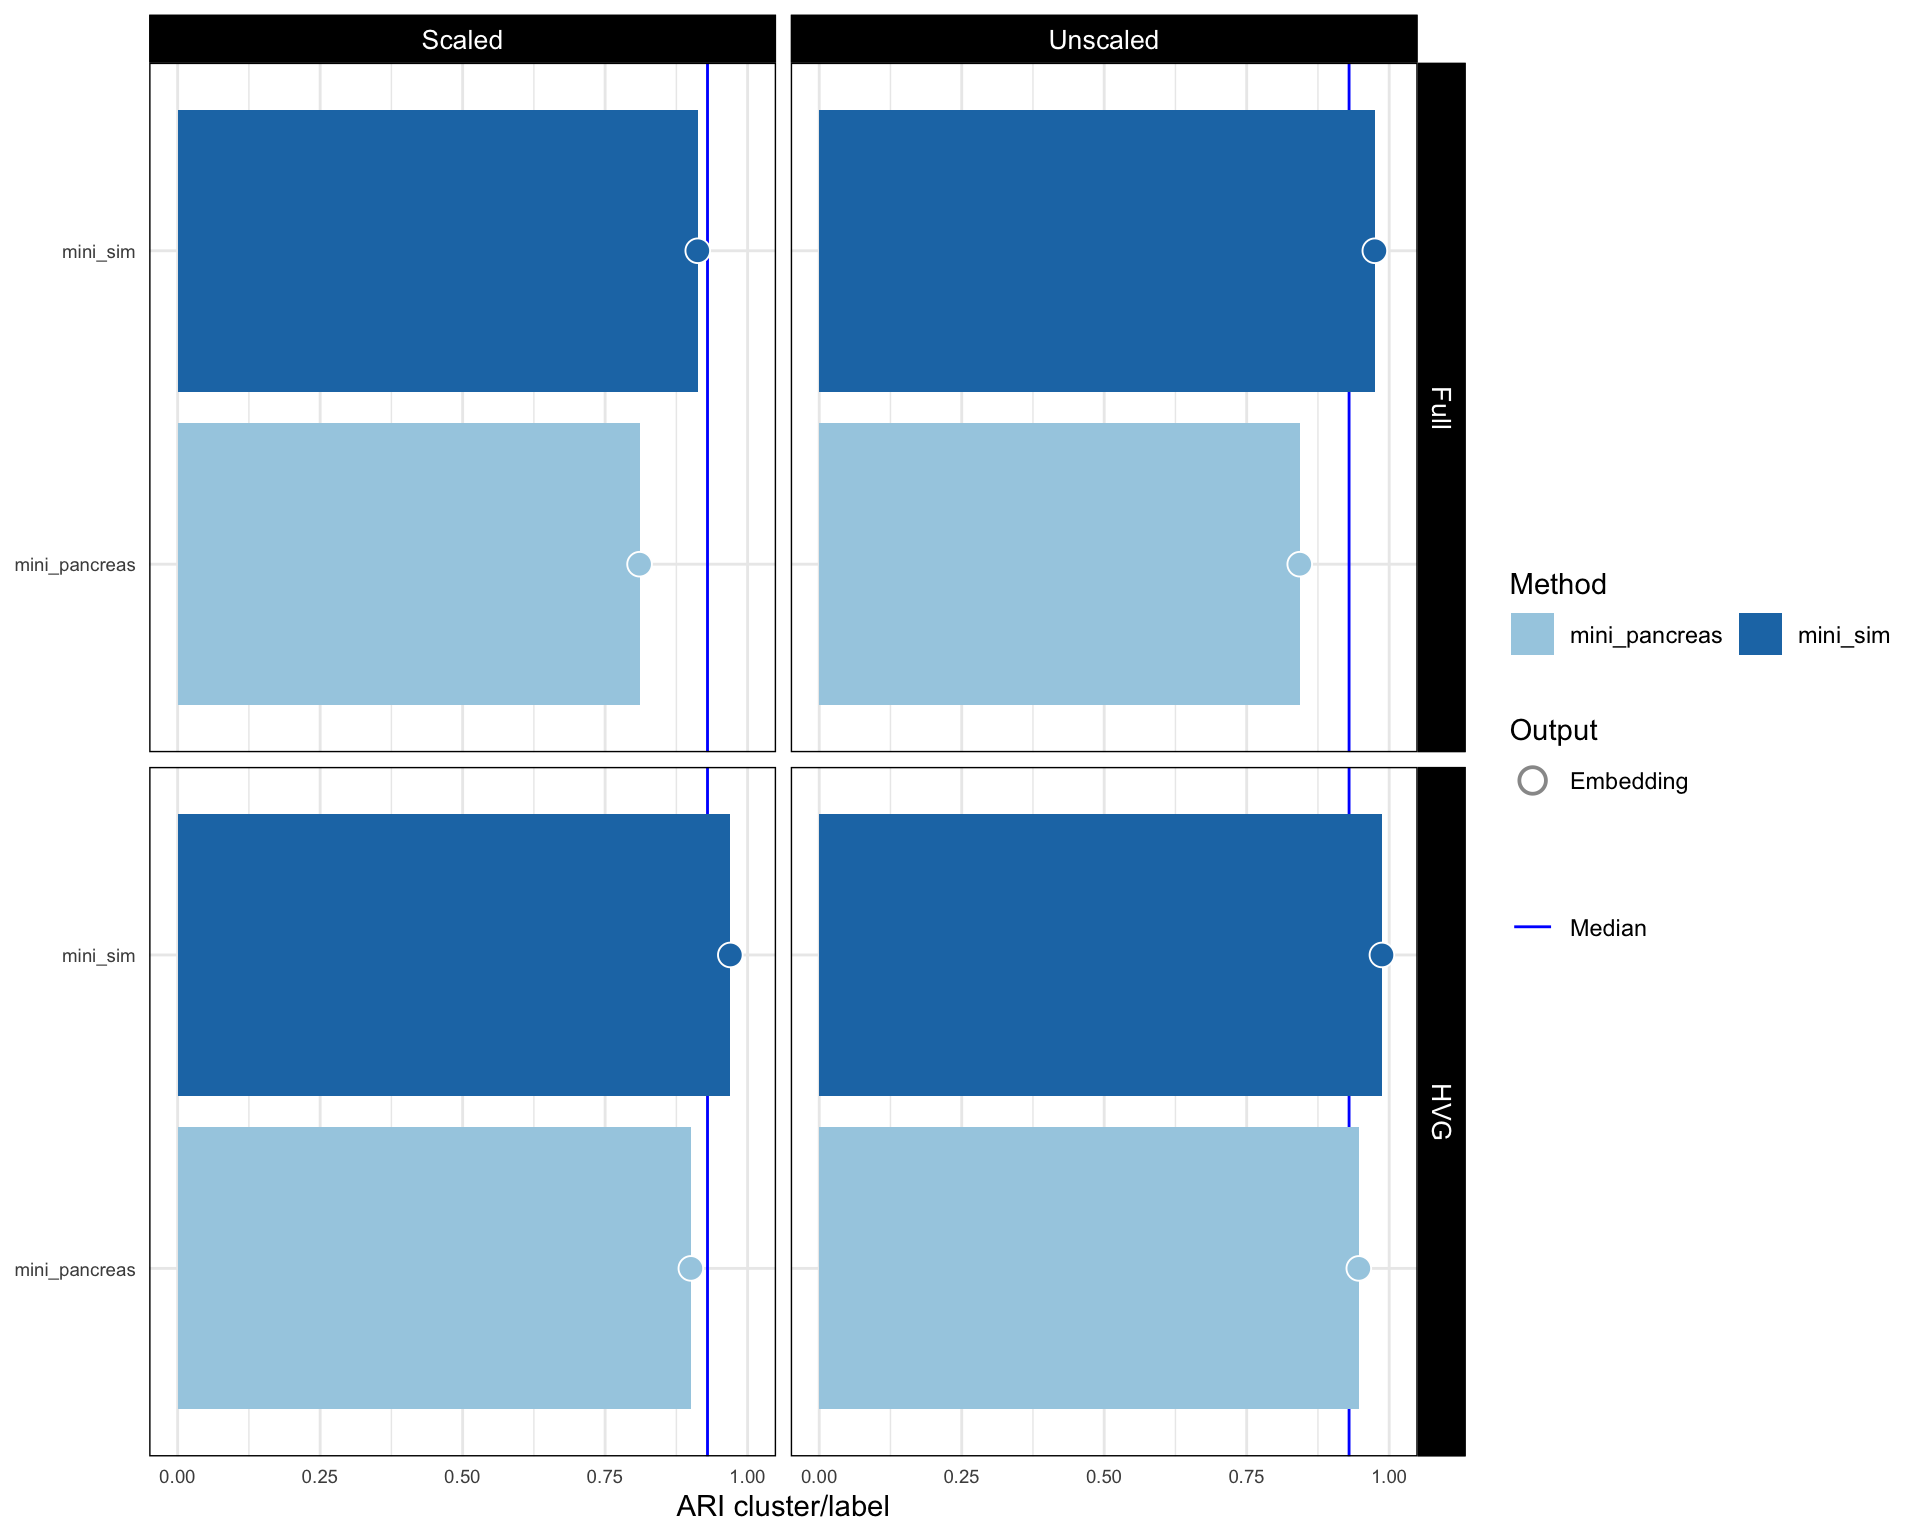 Scaled
Unscaled
mini_sim
mini_pancreas
Full
mini_sim
mini_pancreas
HVG
0.00 0.25 0.50 0.75 1.00
0.00 0.25 0.50 0.75 1.00
ARI cluster/label
Method
mini_pancreas
mini_sim
Output
Embedding
Median